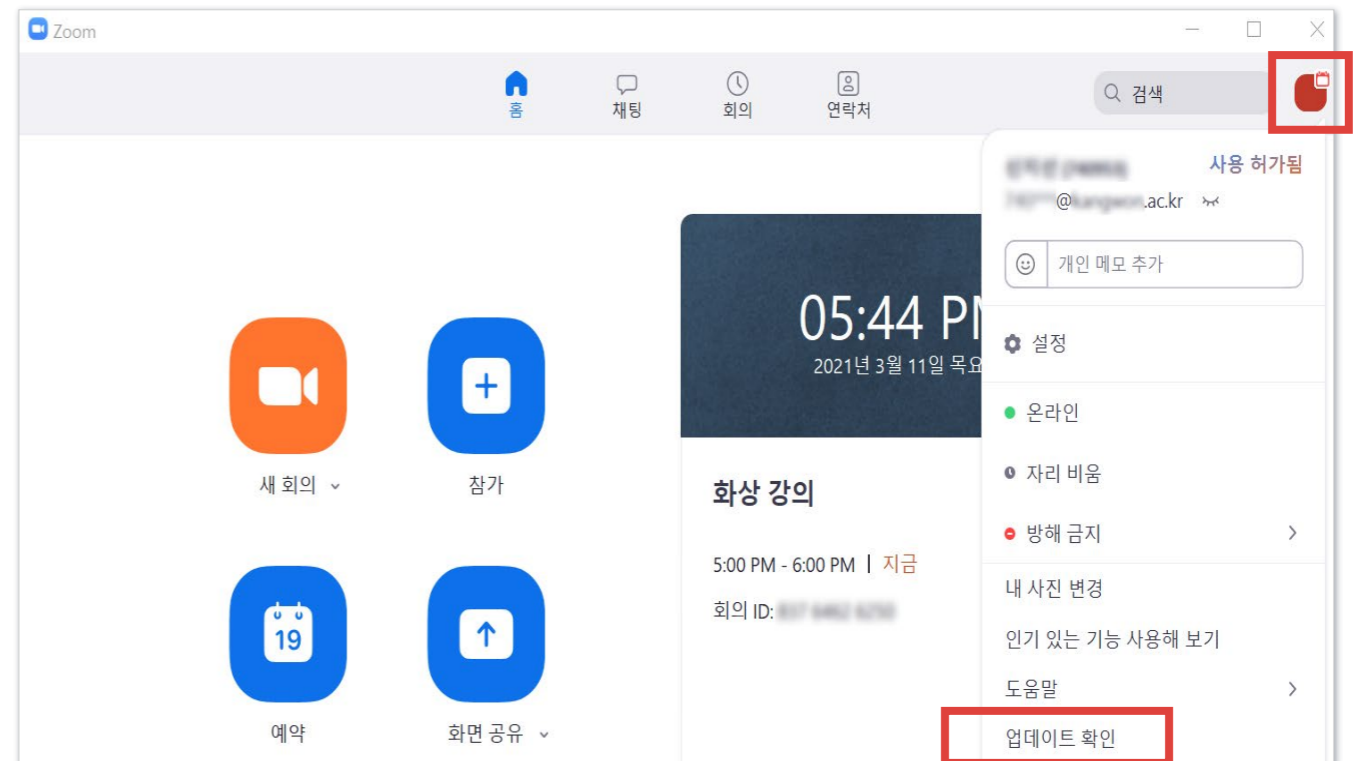 Zoom
홈
채팅
회의
연락처
검색
사용 허가됨
@ .ac.kr
개인 메모 추가
설정
온라인
자리 비움
방해 금지
내 사진 변경
인기 있는 기능 사용해 보기
도움말
업데이트 확인
05:44
2021년 3월 11일
새 회의
참가
19
예약
화면 공유
화상 강의
5:00 PM - 6:00 PM | 지금
회의 ID: